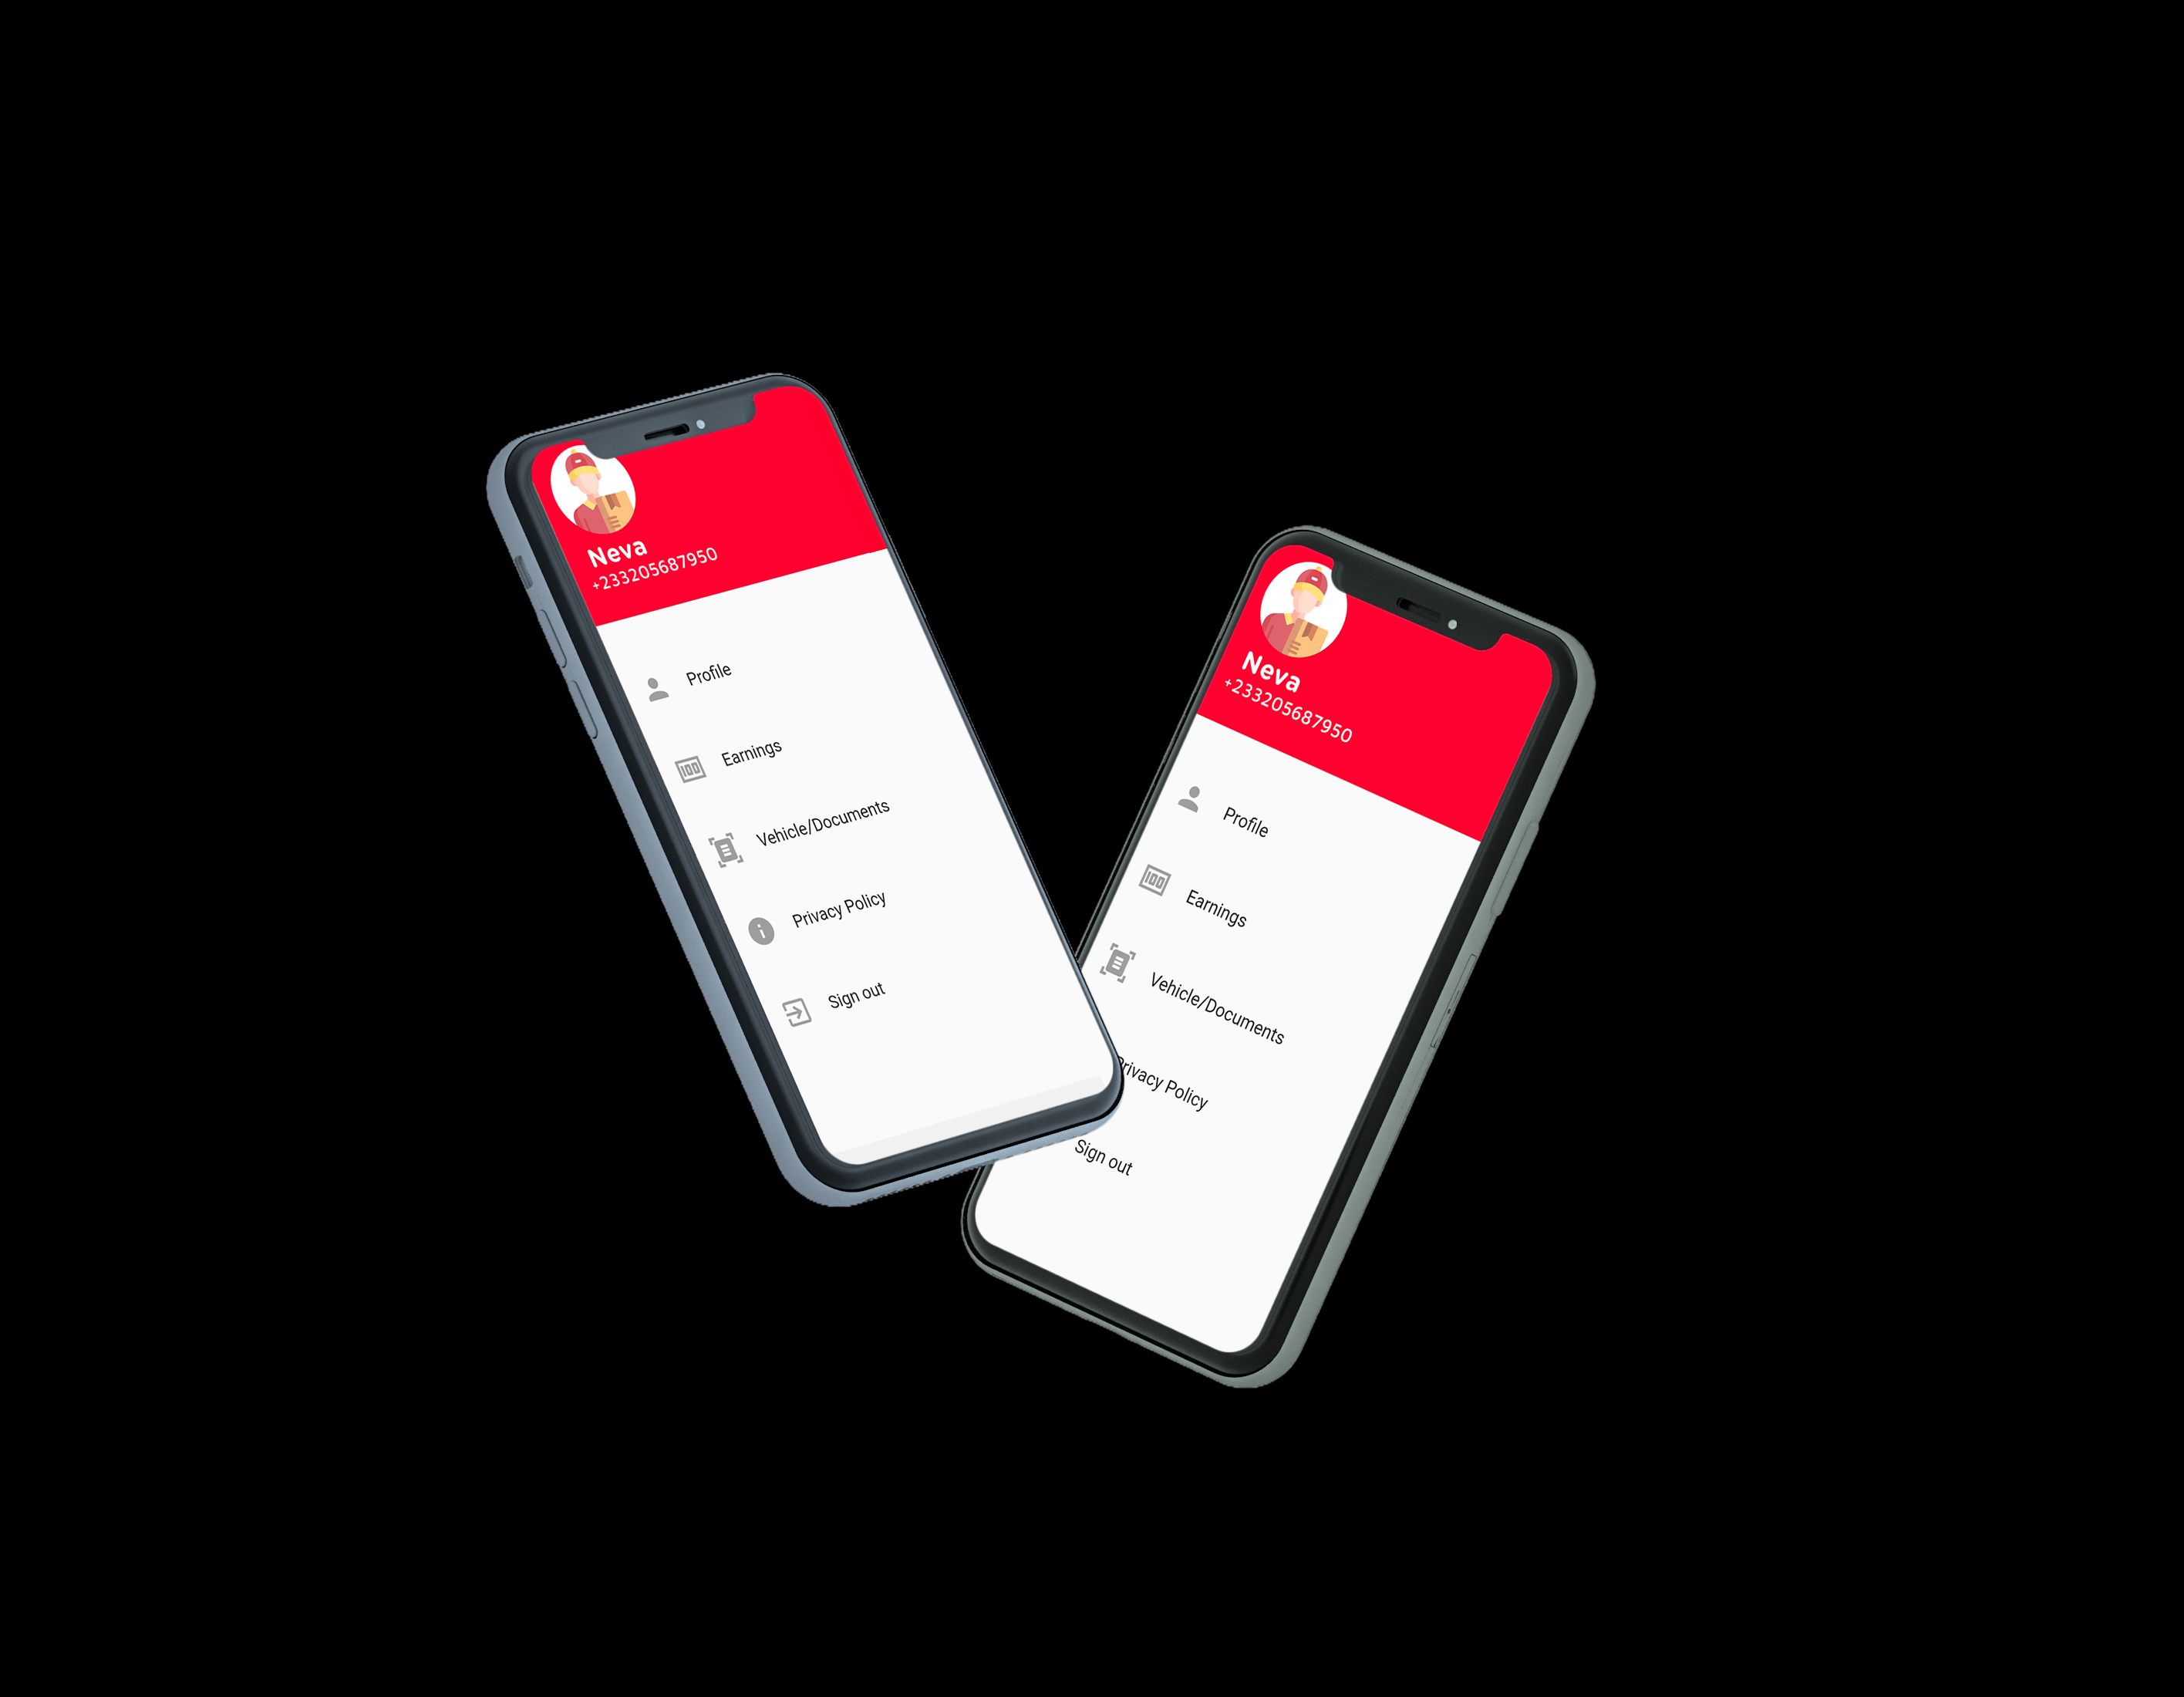 Neva
+233205687950
Profile
Earnings
Vehicle/Documents
Privacy Policy
Sign out
Neva
+233205687950
Profile
Earnings
Vehicle/Documents
Privacy Policy
Sign out